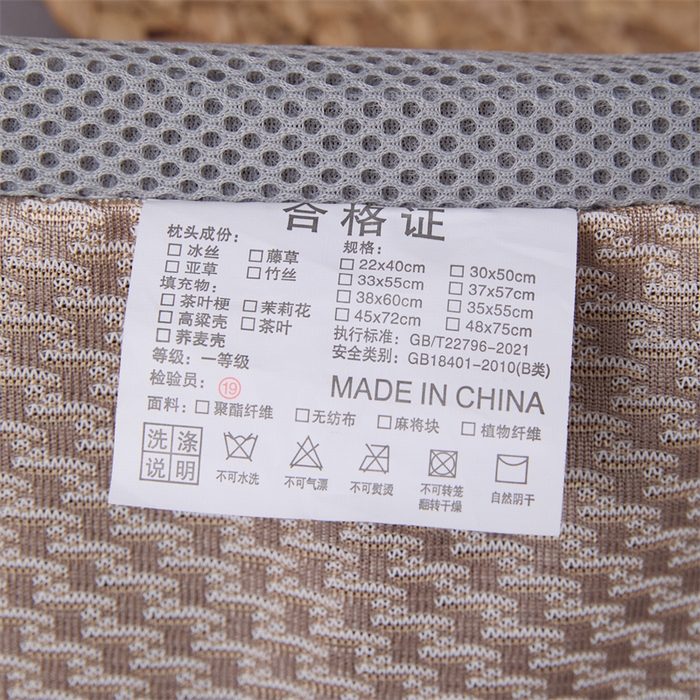 合格证
枕头成份：
□ 冰丝 □ 藤草
□ 亚草 □ 竹丝
填充物：
□ 茶叶梗 □ 茉莉花
□ 高粱壳 □ 茶叶
□ 荞麦壳
等级：一等级
检验员：19
规格：
□ 22x40cm □ 30x50cm
□ 33x55cm □ 37x57cm
□ 38x60cm □ 35x55cm
□ 45x72cm □ 48x75cm
执行标准：GB/T22796-2021
安全类别：GB18401-2010(B类)
MADE IN CHINA
面料：□ 聚酯纤维 □ 无纺布 □ 麻将块 □ 植物纤维
洗涤
说明
不可水洗
不可气漂
不可熨烫
不可转笼
翻转干燥
自然阴干